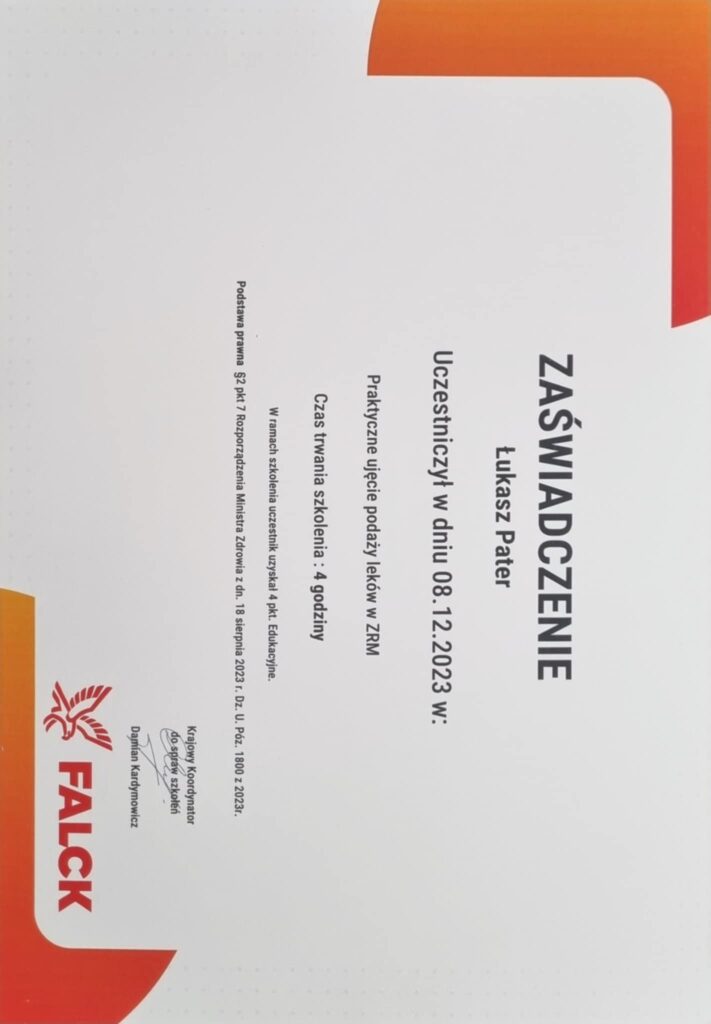 ZAŚWIADCZENIE
Łukasz Pater
Uczestniczył w dniu 08.12.2023 w:
Praktyczne ujęcie podaży leków w ZRM
Czas trwania szkolenia : 4 godziny
W ramach szkolenia uczestnik uzyskał 4 pkt. Edukacyjne.
Podstawa prawna §2 pkt 7 Rozporządzenia Ministra Zdrowia z dn. 18 sierpnia 2023 r. Dz. U. Póz. 1800 z 2023r.
Krajowy Koordynator
do spraw szkoleń
Damian Kardymowicz
FALCK